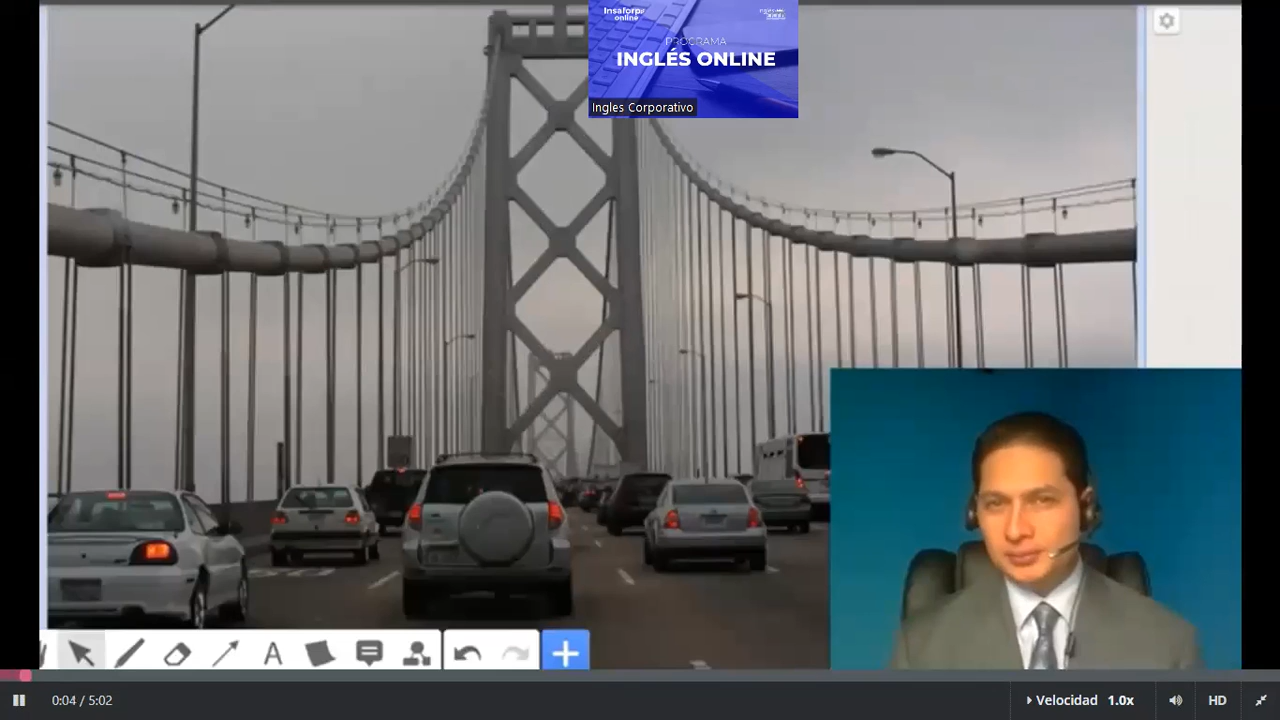 Insaforp
online
PROGRAMA
INGLÉS ONLINE
Ingles Corporativo
A
0:04 / 5:02
Velocidad 1.0x
HD